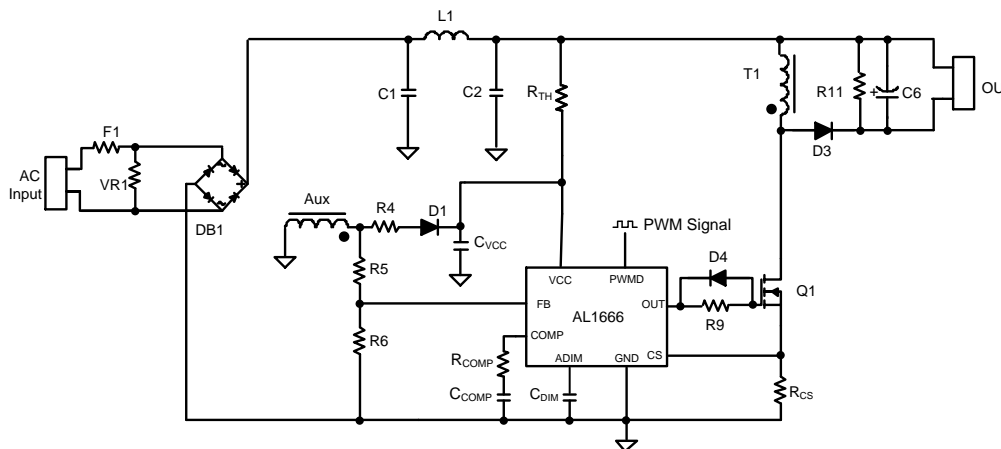 L1
T1
C1
C2
RTH
R11
+
C6
OU
F1
D3
AC
Input
VR1
+
DB1
Aux
R4
D1
CVCC
PWM Signal
R5
VCC
PWMD
D4
Q1
FB
OUT
AL1666
R9
R6
COMP
RCOMP
ADIM
GND
CS
CCOMP
CDIM
RCS